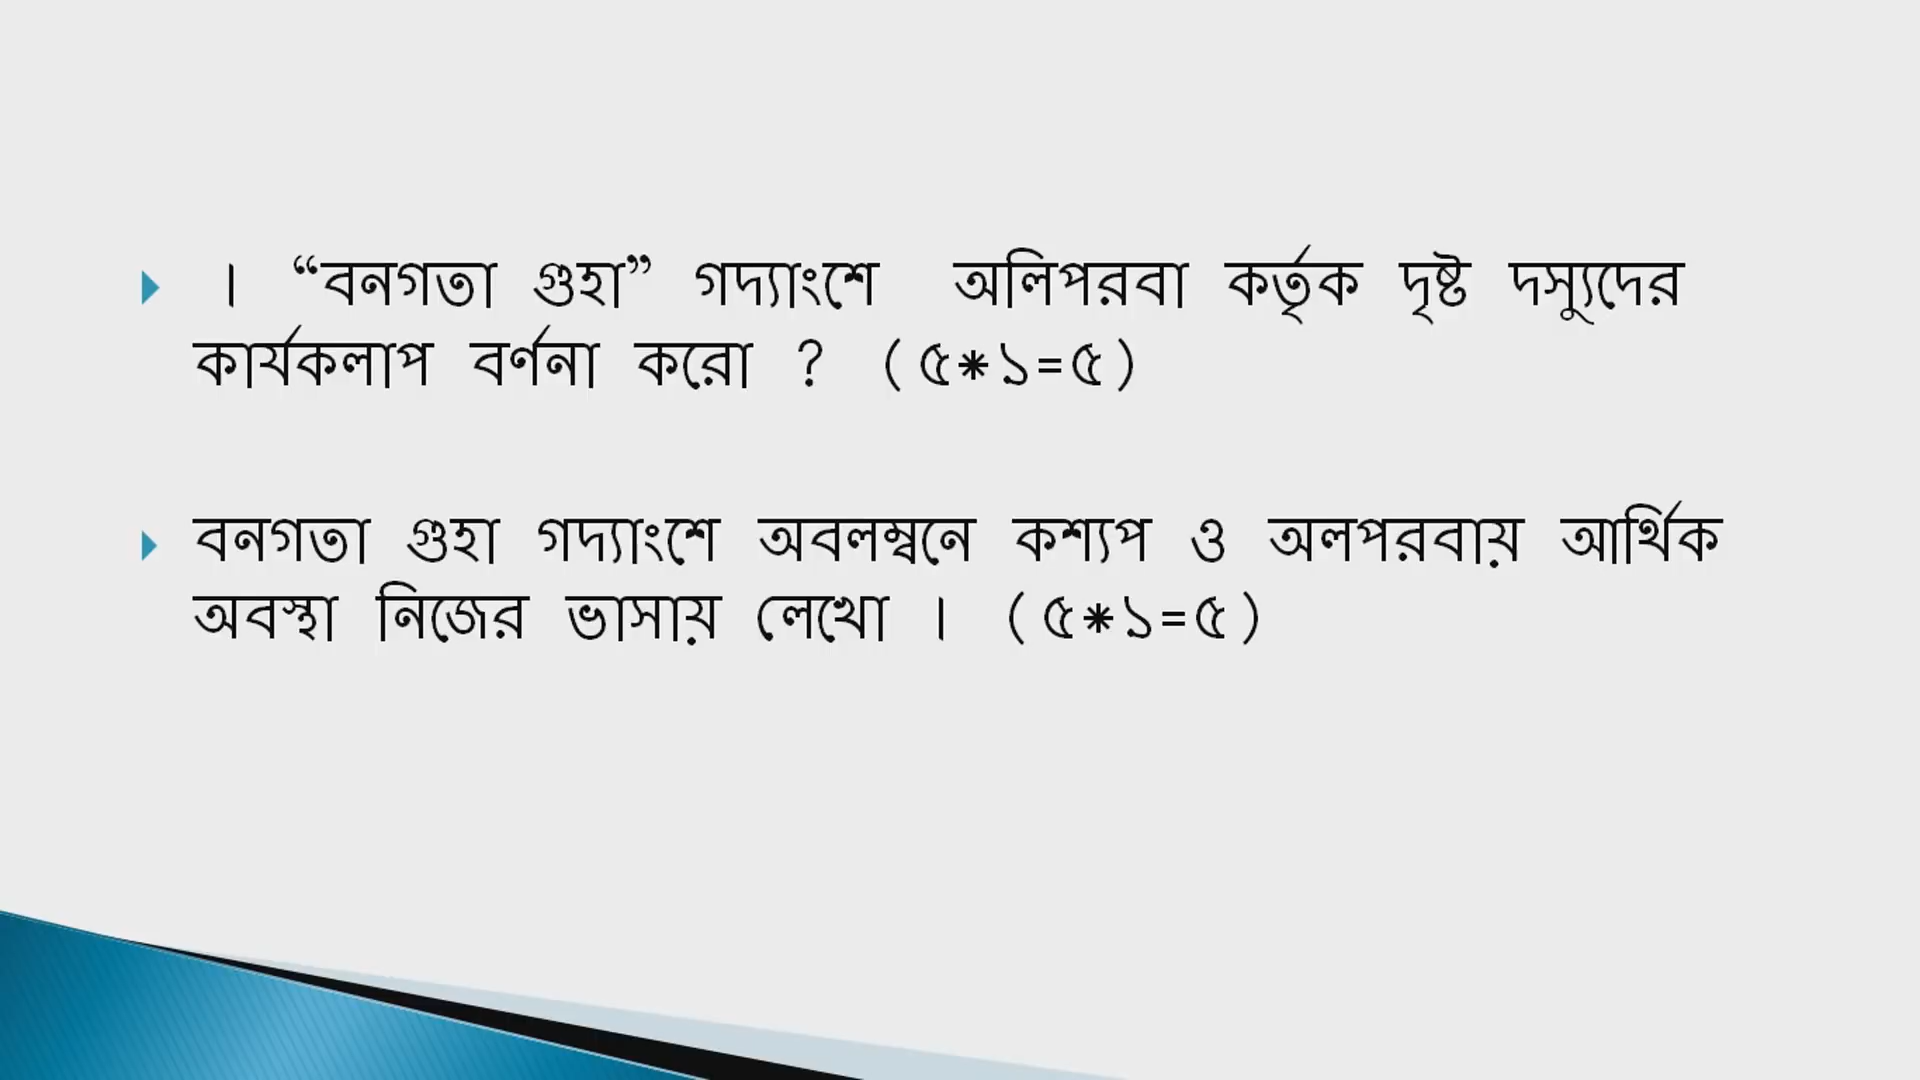 । “বনগতা গুহা” গদ্যাংশে অলিপরবা কর্তৃক দৃষ্ট দস্যুদের
কার্যকলাপ বর্ণনা করো ? (৫*১=৫)
বনগতা গুহা গদ্যাংশে অবলম্বনে কশ্যপ ও অলপরবায় আর্থিক
অবস্থা নিজের ভাসায় লেখো । (৫*১=৫)